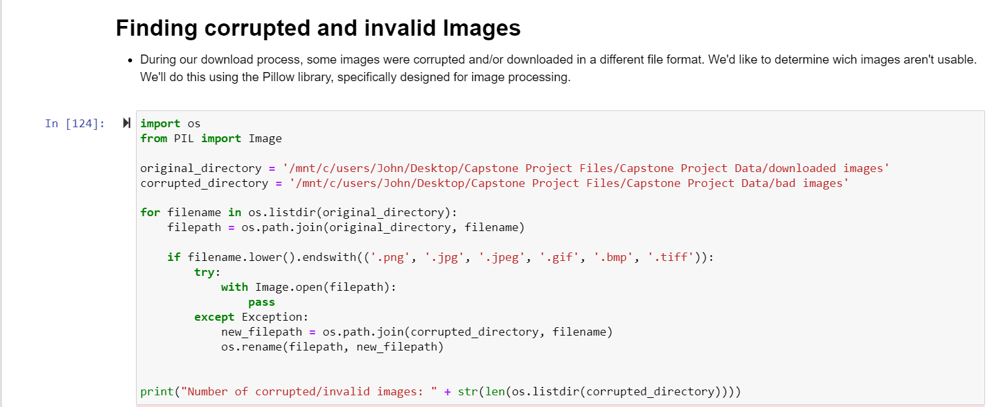 Finding corrupted and invalid Images
• During our download process, some images were corrupted and/or downloaded in a different file format. We'd like to determine wich images aren't usable.
We'll do this using the Pillow library, specifically designed for image processing.
In [124]:
import os
from PIL import Image
original_directory = '/mnt/c/users/John/Desktop/Capstone Project Files/Capstone Project Data/downloaded images'
corrupted_directory = '/mnt/c/users/John/Desktop/Capstone Project Files/Capstone Project Data/bad images'
for filename in os.listdir(original_directory):
    filepath = os.path.join(original_directory, filename)
    if filename.lower().endswith(('.png', '.jpg', '.jpeg', '.gif', '.bmp', '.tiff')):
        try:
            with Image.open(filepath):
                pass
        except Exception:
            new_filepath = os.path.join(corrupted_directory, filename)
            os.rename(filepath, new_filepath)
print("Number of corrupted/invalid images: " + str(len(os.listdir(corrupted_directory))))